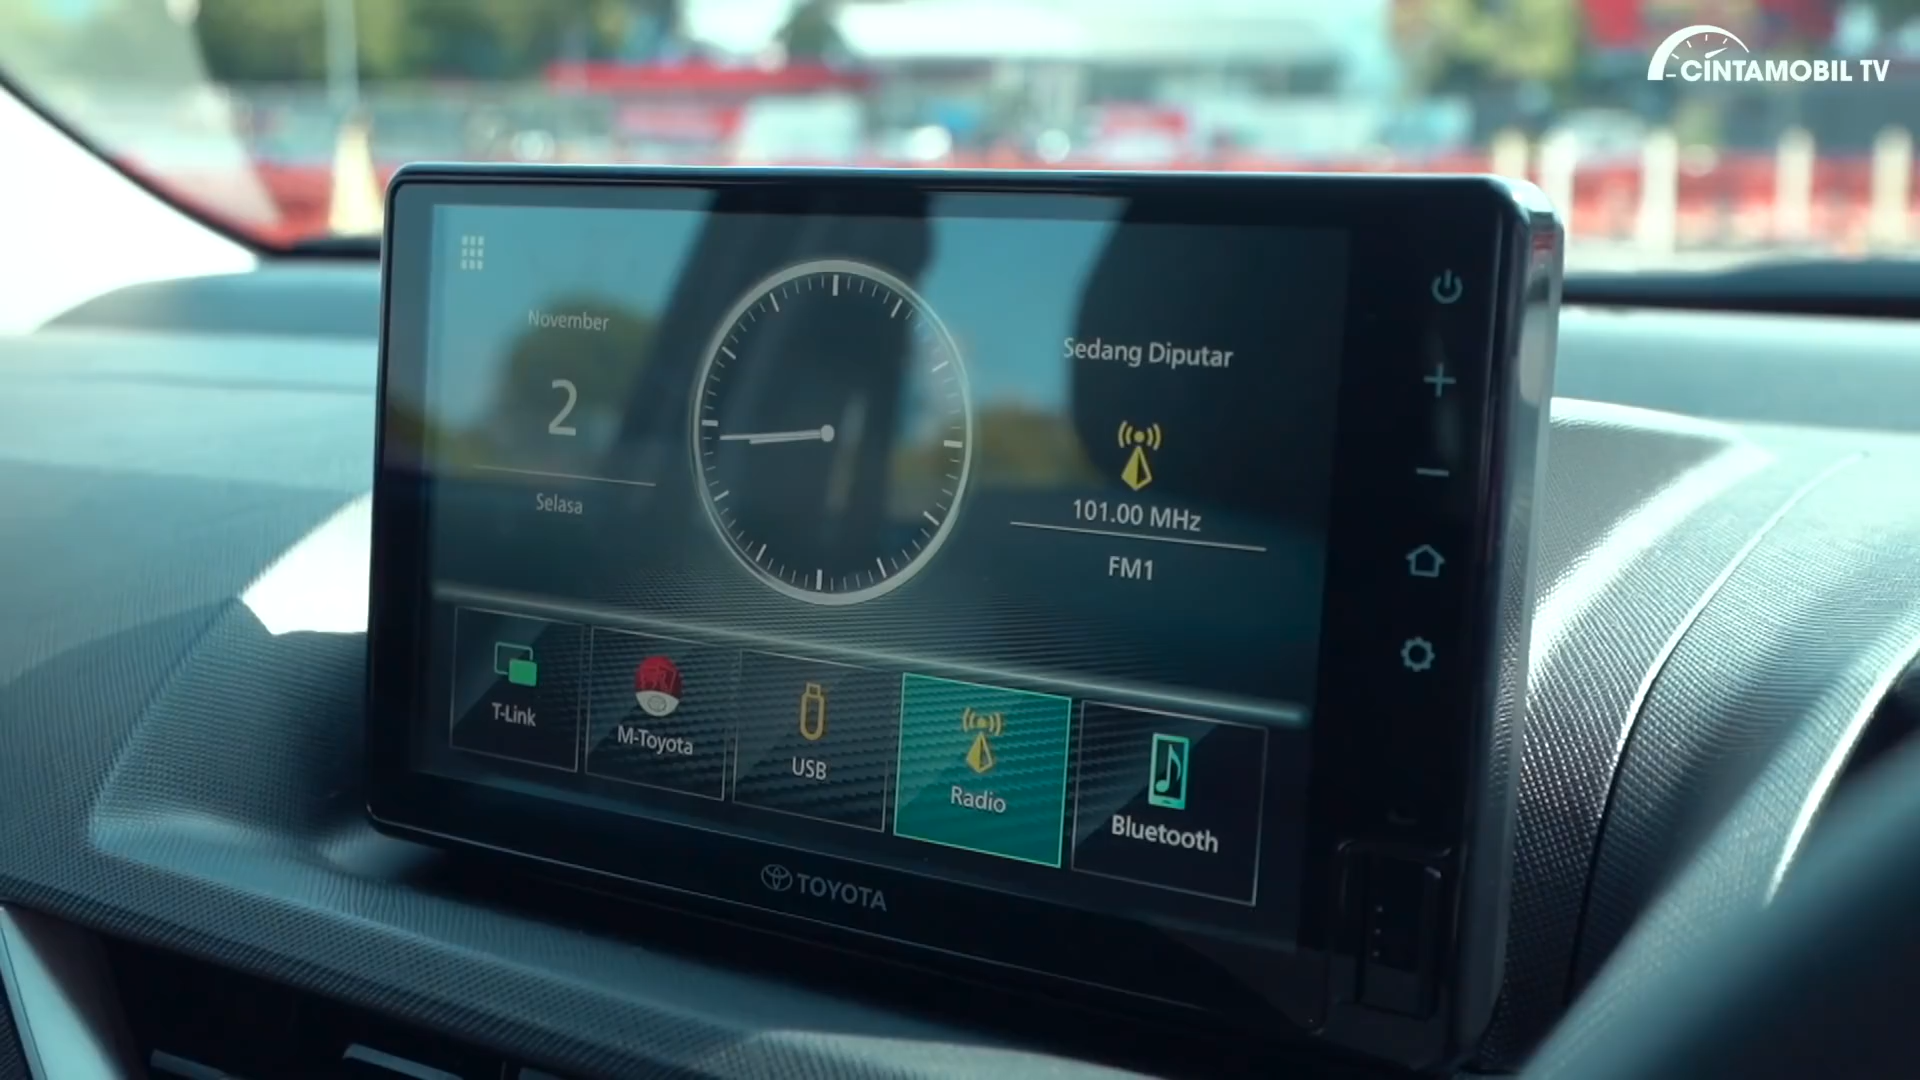 CINTAMOBIL TV
November
2
Selasa
Sedang Diputar
101.00 MHz
FM1
T-Link
M-Toyota
USB
Radio
Bluetooth
TOYOTA